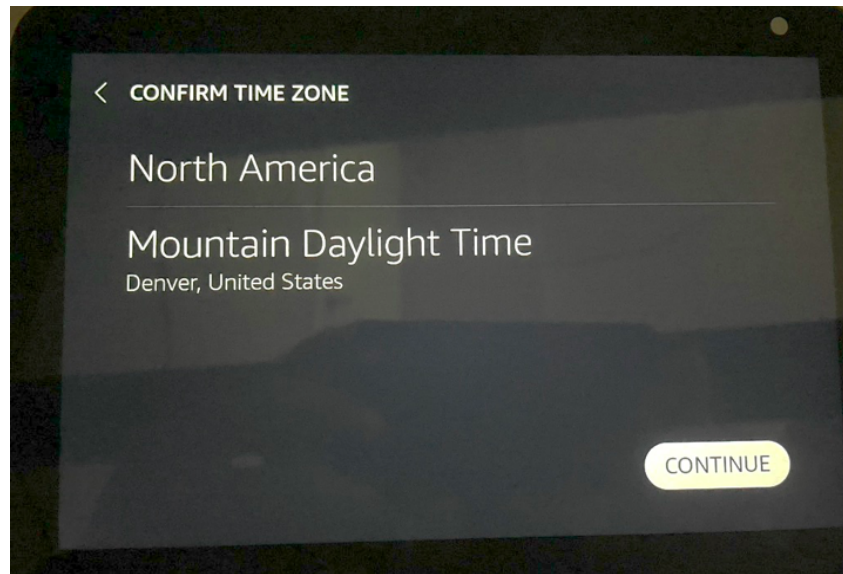 CONFIRM TIME ZONE
North America
Mountain Daylight Time
Denver, United States
CONTINUE